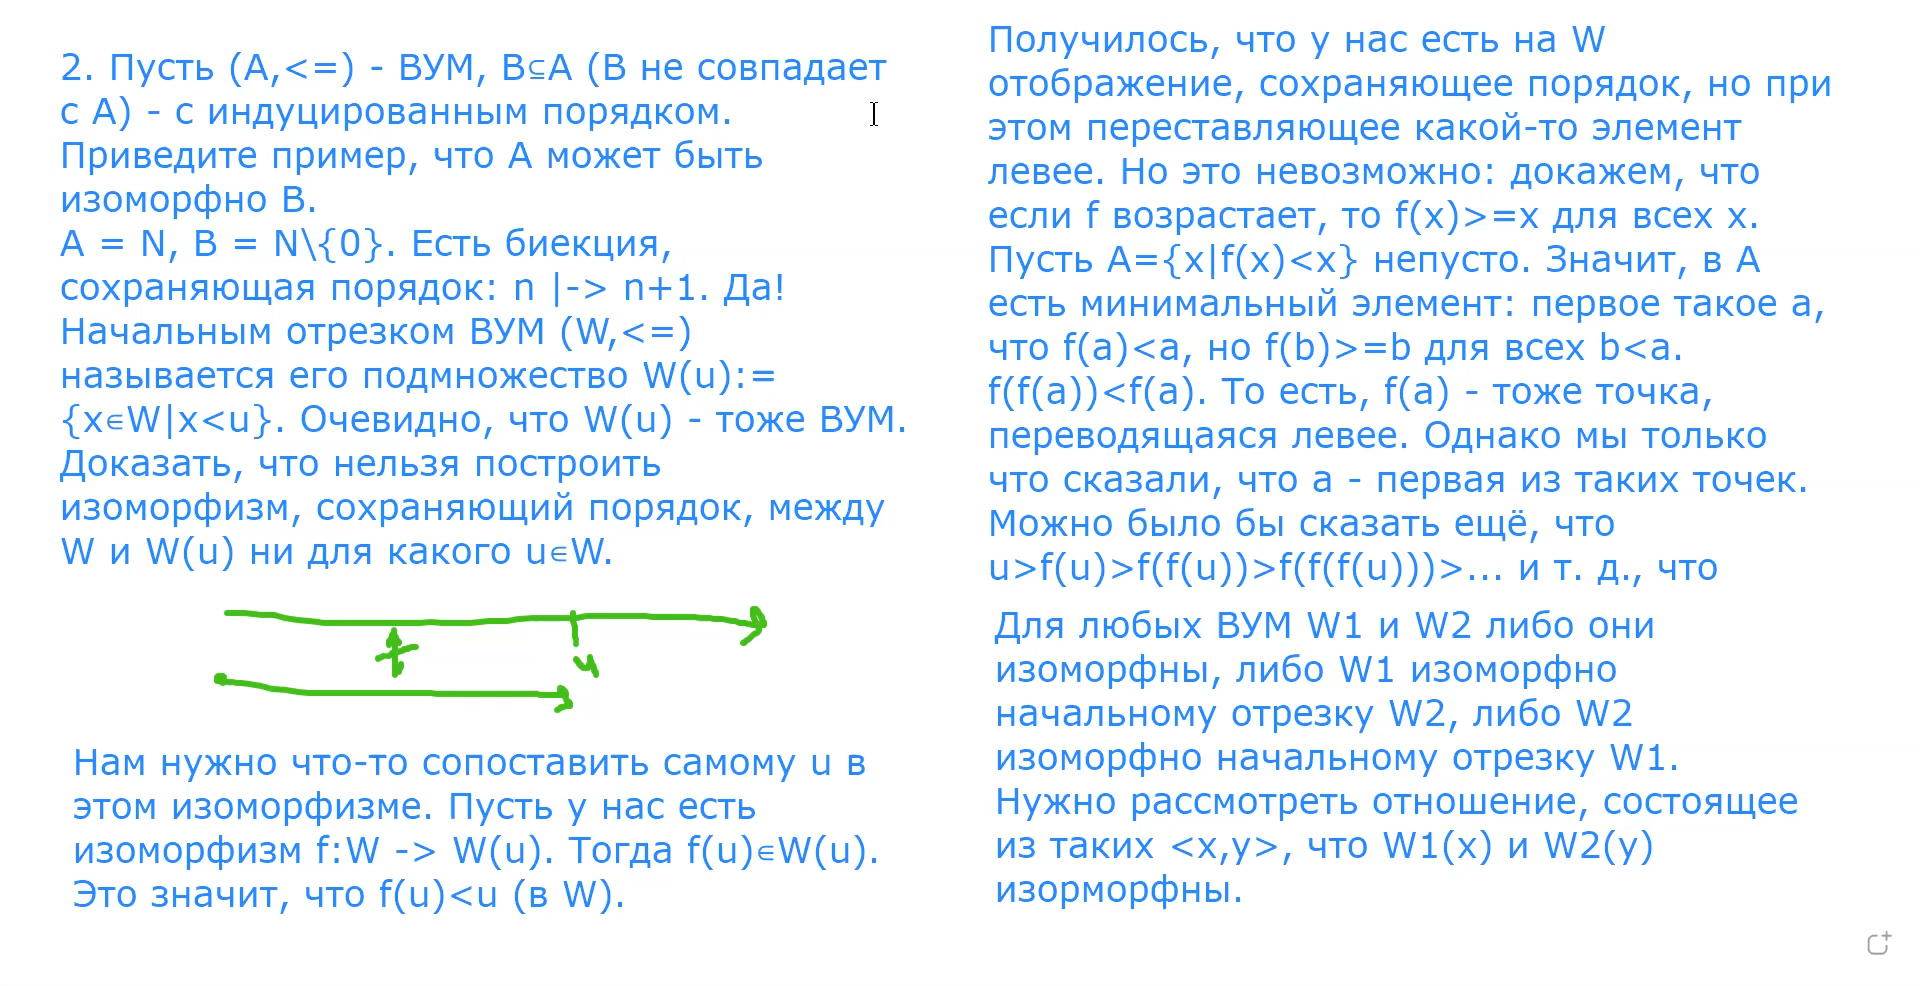 2. Пусть (A,<=) - ВУМ, B⊆A (B не совпадает
с A) - с индуцированным порядком.
Приведите пример, что A может быть
изоморфно B.
A = N, B = N\{0}. Есть биекция,
сохраняющая порядок: n |-> n+1. Да!
Начальным отрезком ВУМ (W,<=)
называется его подмножество W(u):=
{x∈W|x<u}. Очевидно, что W(u) - тоже ВУМ.
Доказать, что нельзя построить
изоморфизм, сохраняющий порядок, между
W и W(u) ни для какого u∈W.
u
Нам нужно что-то сопоставить самому u в
этом изоморфизме. Пусть у нас есть
изоморфизм f:W -> W(u). Тогда f(u)∈W(u).
Это значит, что f(u)<u (в W).
Получилось, что у нас есть на W
отображение, сохраняющее порядок, но при
этом переставляющее какой-то элемент
левее. Но это невозможно: докажем, что
если f возрастает, то f(x)>=x для всех x.
Пусть A={x|f(x)<x} непусто. Значит, в A
есть минимальный элемент: первое такое a,
что f(a)<a, но f(b)>=b для всех b<a.
f(f(a))<f(a). То есть, f(a) - тоже точка,
переводящаяся левее. Однако мы только
что сказали, что a - первая из таких точек.
Можно было бы сказать ещё, что
u>f(u)>f(f(u))>f(f(f(u)))>... и т. д., что
Для любых ВУМ W1 и W2 либо они
изоморфны, либо W1 изоморфно
начальному отрезку W2, либо W2
изоморфно начальному отрезку W1.
Нужно рассмотреть отношение, состоящее
из таких <x,y>, что W1(x) и W2(y)
изорморфны.